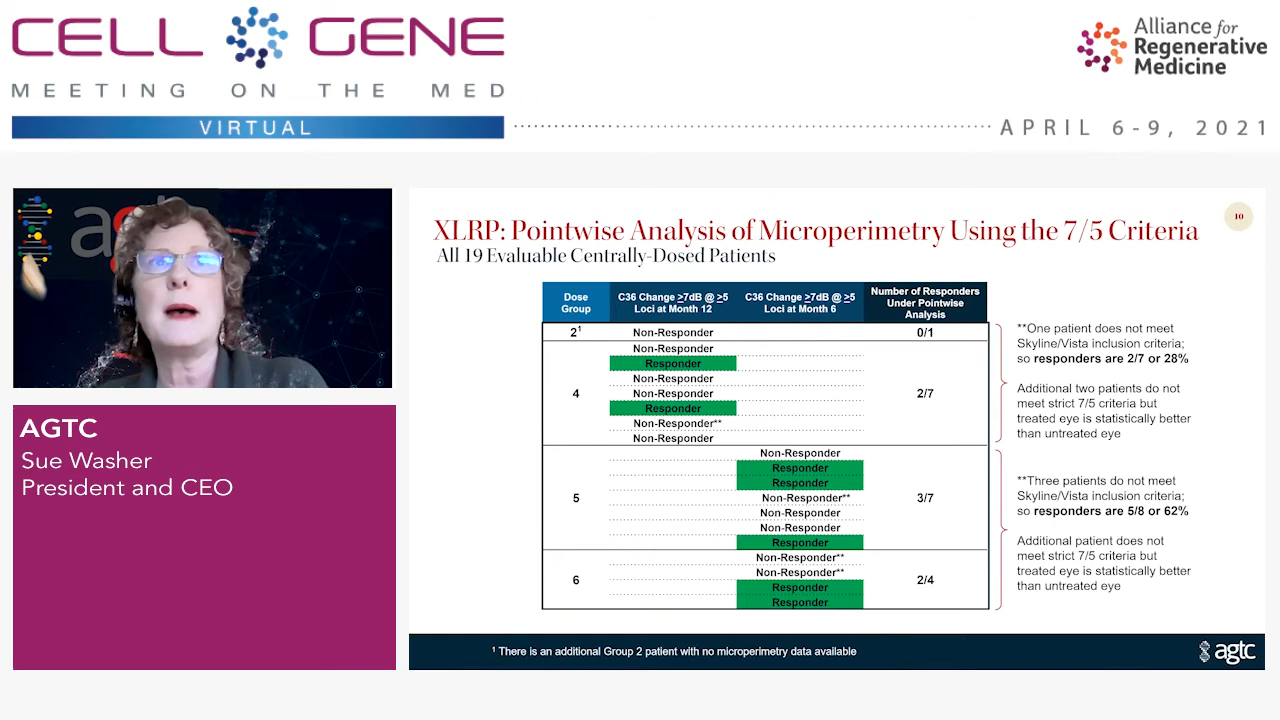 CELL GENE
MEETING ON THE MED
VIRTUAL
Alliance for
Regenerative
Medicine
APRIL 6-9, 2021
AGTC
Sue Washer
President and CEO
XLRP: Pointwise Analysis of Microperimetry Using the 7/5 Criteria
10
All 19 Evaluable Centrally-Dosed Patients
Dose
Group
C36 Change >7dB @ >5
Loci at Month 12
C36 Change >7dB @ >5
Loci at Month 6
Number of Responders
Under Pointwise
Analysis
2¹
Non-Responder
0/1
4
Non-Responder
Responder
Non-Responder
Non-Responder
Responder
Non-Responder**
Non-Responder
2/7
5
Non-Responder
Responder
Responder
Non-Responder**
Non-Responder
Non-Responder
Responder
3/7
6
Non-Responder**
Non-Responder**
Responder
Responder
2/4
**One patient does not meet
Skyline/Vista inclusion criteria;
so responders are 2/7 or 28%
Additional two patients do not
meet strict 7/5 criteria but
treated eye is statistically better
than untreated eye
**Three patients do not meet
Skyline/Vista inclusion criteria;
so responders are 5/8 or 62%
Additional patient does not
meet strict 7/5 criteria but
treated eye is statistically better
than untreated eye
¹ There is an additional Group 2 patient with no microperimetry data available
agtc